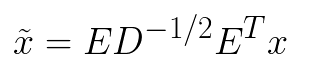 x̃ = ED^{-1/2}E^T x